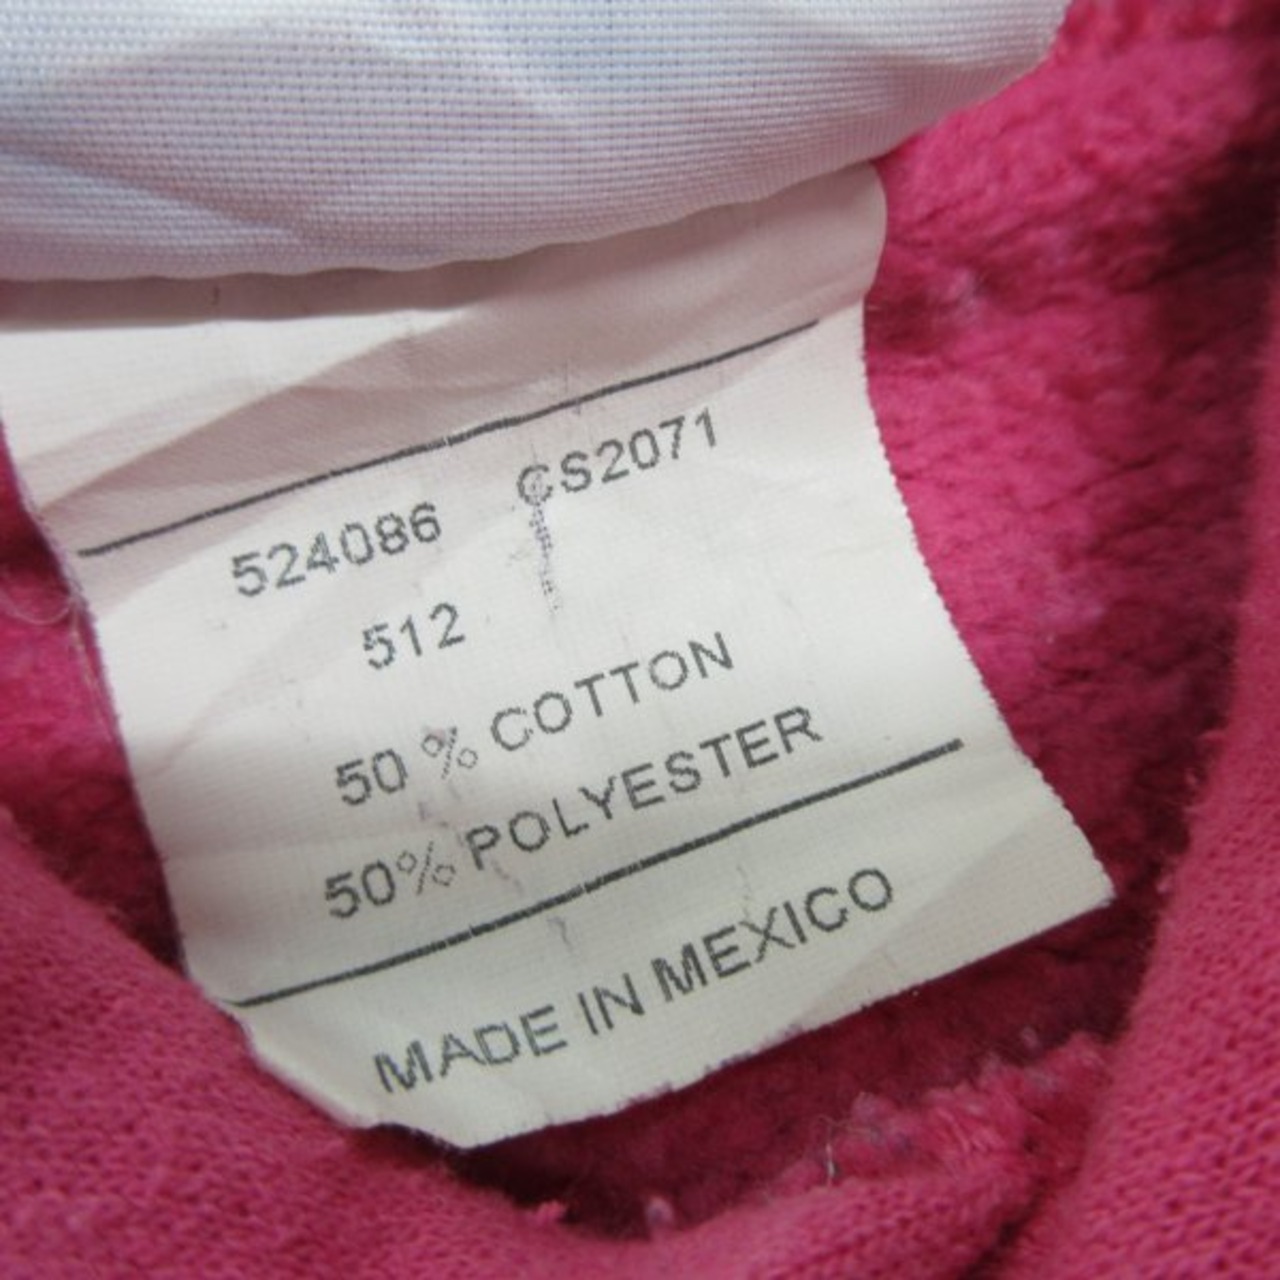 524086 CS2071
512
50 % COTTON
50% POLYESTER
MADE IN MEXICO